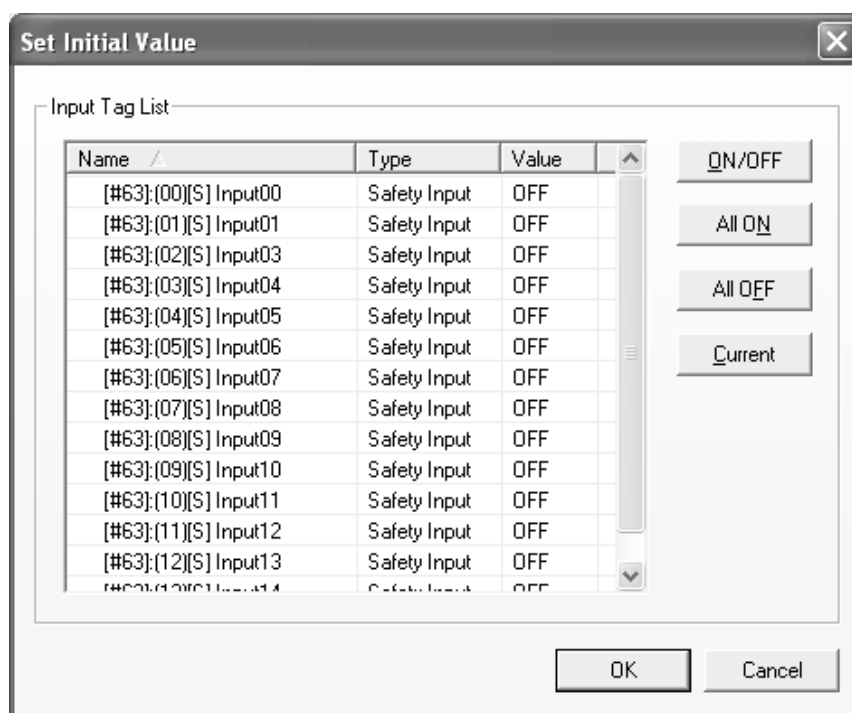 Set Initial Value
Input Tag List
Name Type Value
[#63]:(00)[S] Input00 Safety Input OFF
[#63]:(01)[S] Input01 Safety Input OFF
[#63]:(02)[S] Input03 Safety Input OFF
[#63]:(03)[S] Input04 Safety Input OFF
[#63]:(04)[S] Input05 Safety Input OFF
[#63]:(05)[S] Input06 Safety Input OFF
[#63]:(06)[S] Input07 Safety Input OFF
[#63]:(07)[S] Input08 Safety Input OFF
[#63]:(08)[S] Input09 Safety Input OFF
[#63]:(09)[S] Input10 Safety Input OFF
[#63]:(10)[S] Input11 Safety Input OFF
[#63]:(11)[S] Input12 Safety Input OFF
[#63]:(12)[S] Input13 Safety Input OFF
ON/OFF
All ON
All OFF
Current
OK Cancel